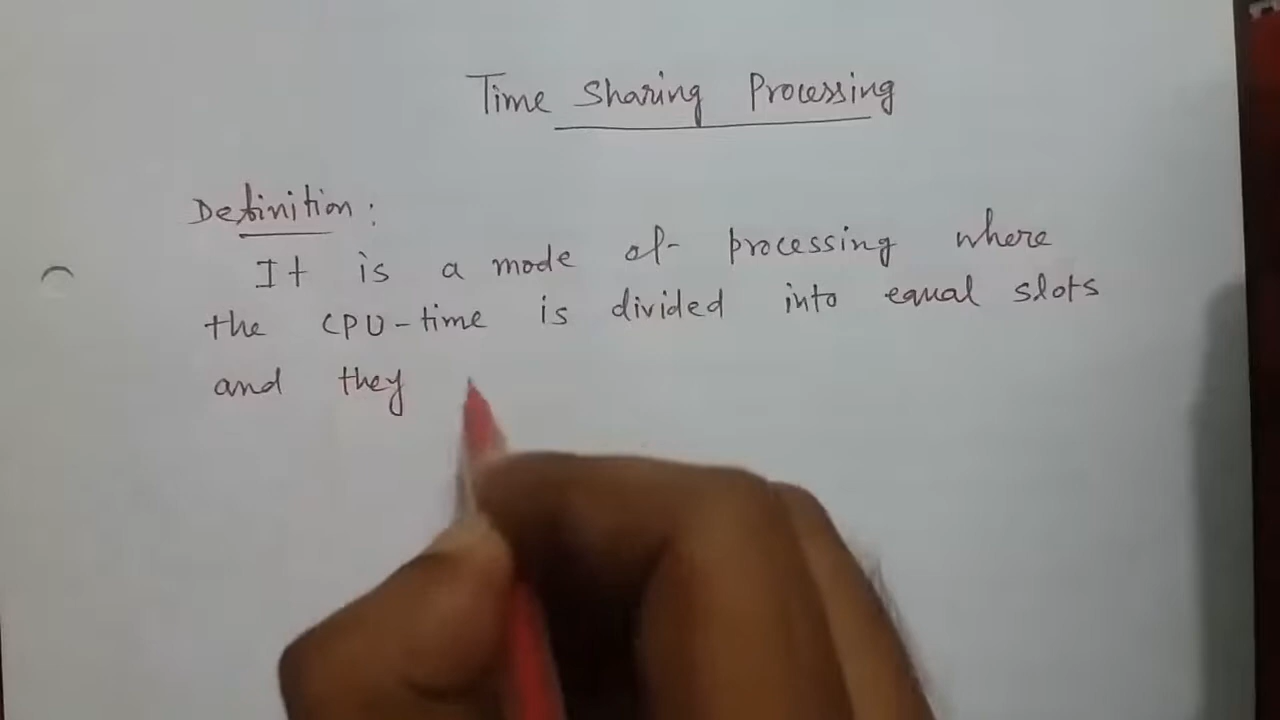 Time Sharing Processing
Definition:
It is a mode of processing where
the CPU-time is divided into equal slots
and they